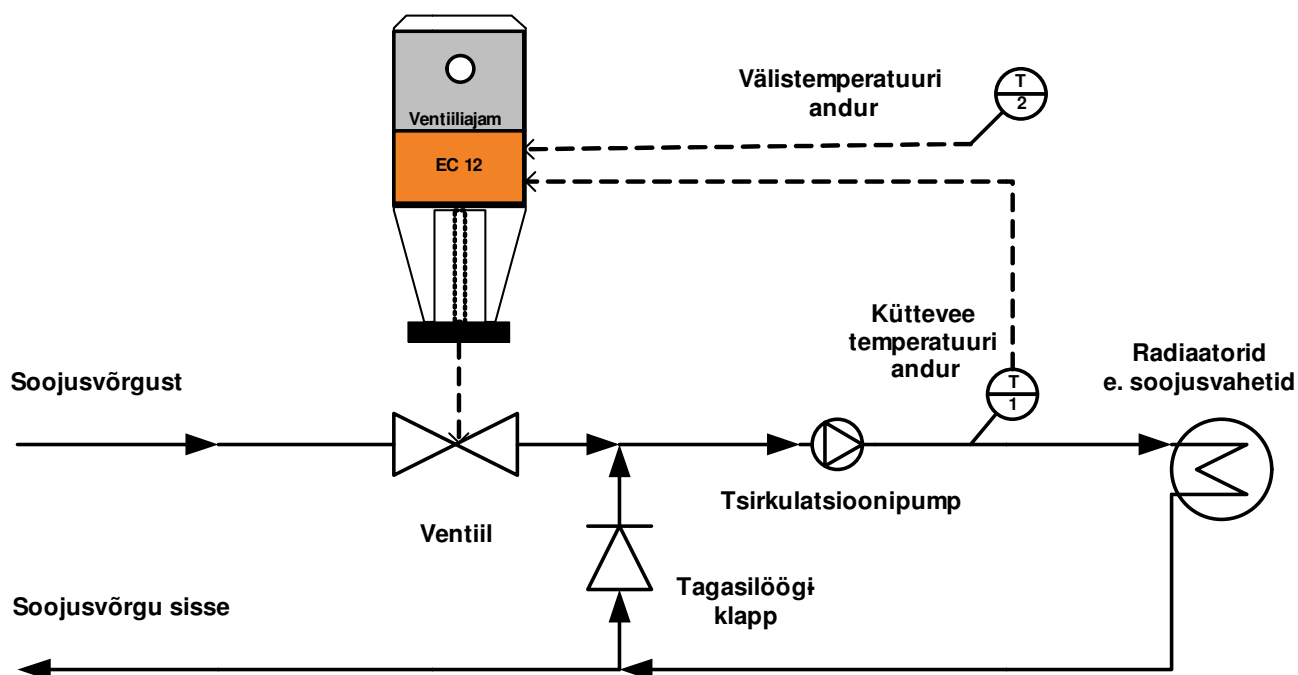 Ventiiliajam
EC 12
Välistemperatuuri
andur
T
2
Küttevee
temperatuuri
andur
T
1
Radiaatorid
e. soojusvahetid
Soojusvõrgust
Ventiil
Tsirkulatsioonipump
Tagasilöögi-
klapp
Soojusvõrgu sisse